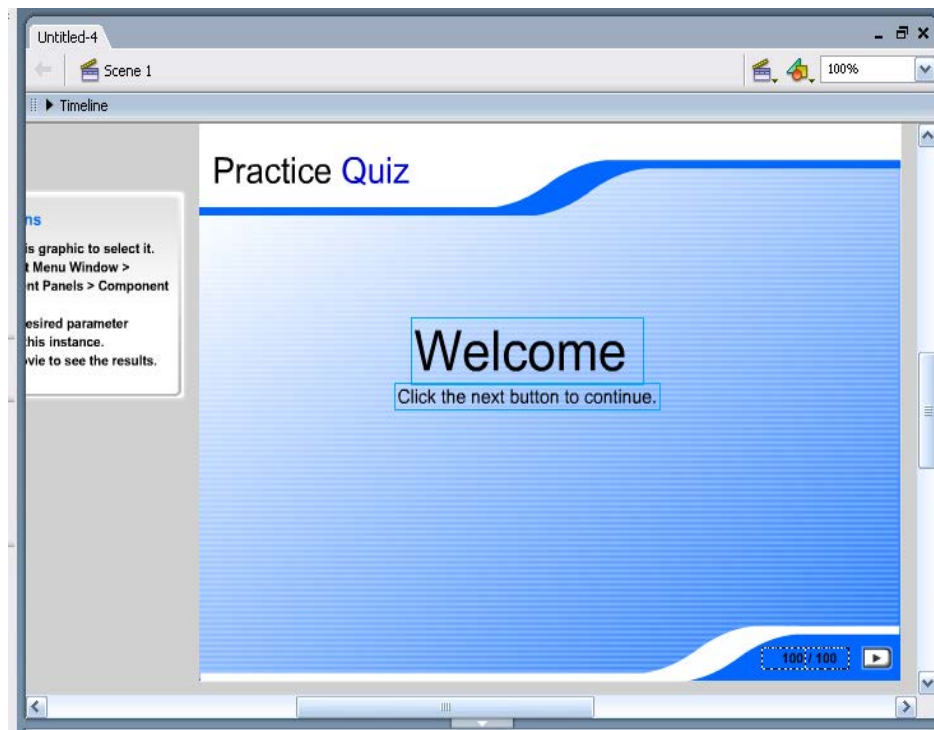 Untitled-4
Scene 1
100%
Timeline
Practice Quiz
ns
is graphic to select it.
t Menu Window >
nt Panels > Component
esired parameter
his instance.
vie to see the results.
Welcome
Click the next button to continue.
100 / 100